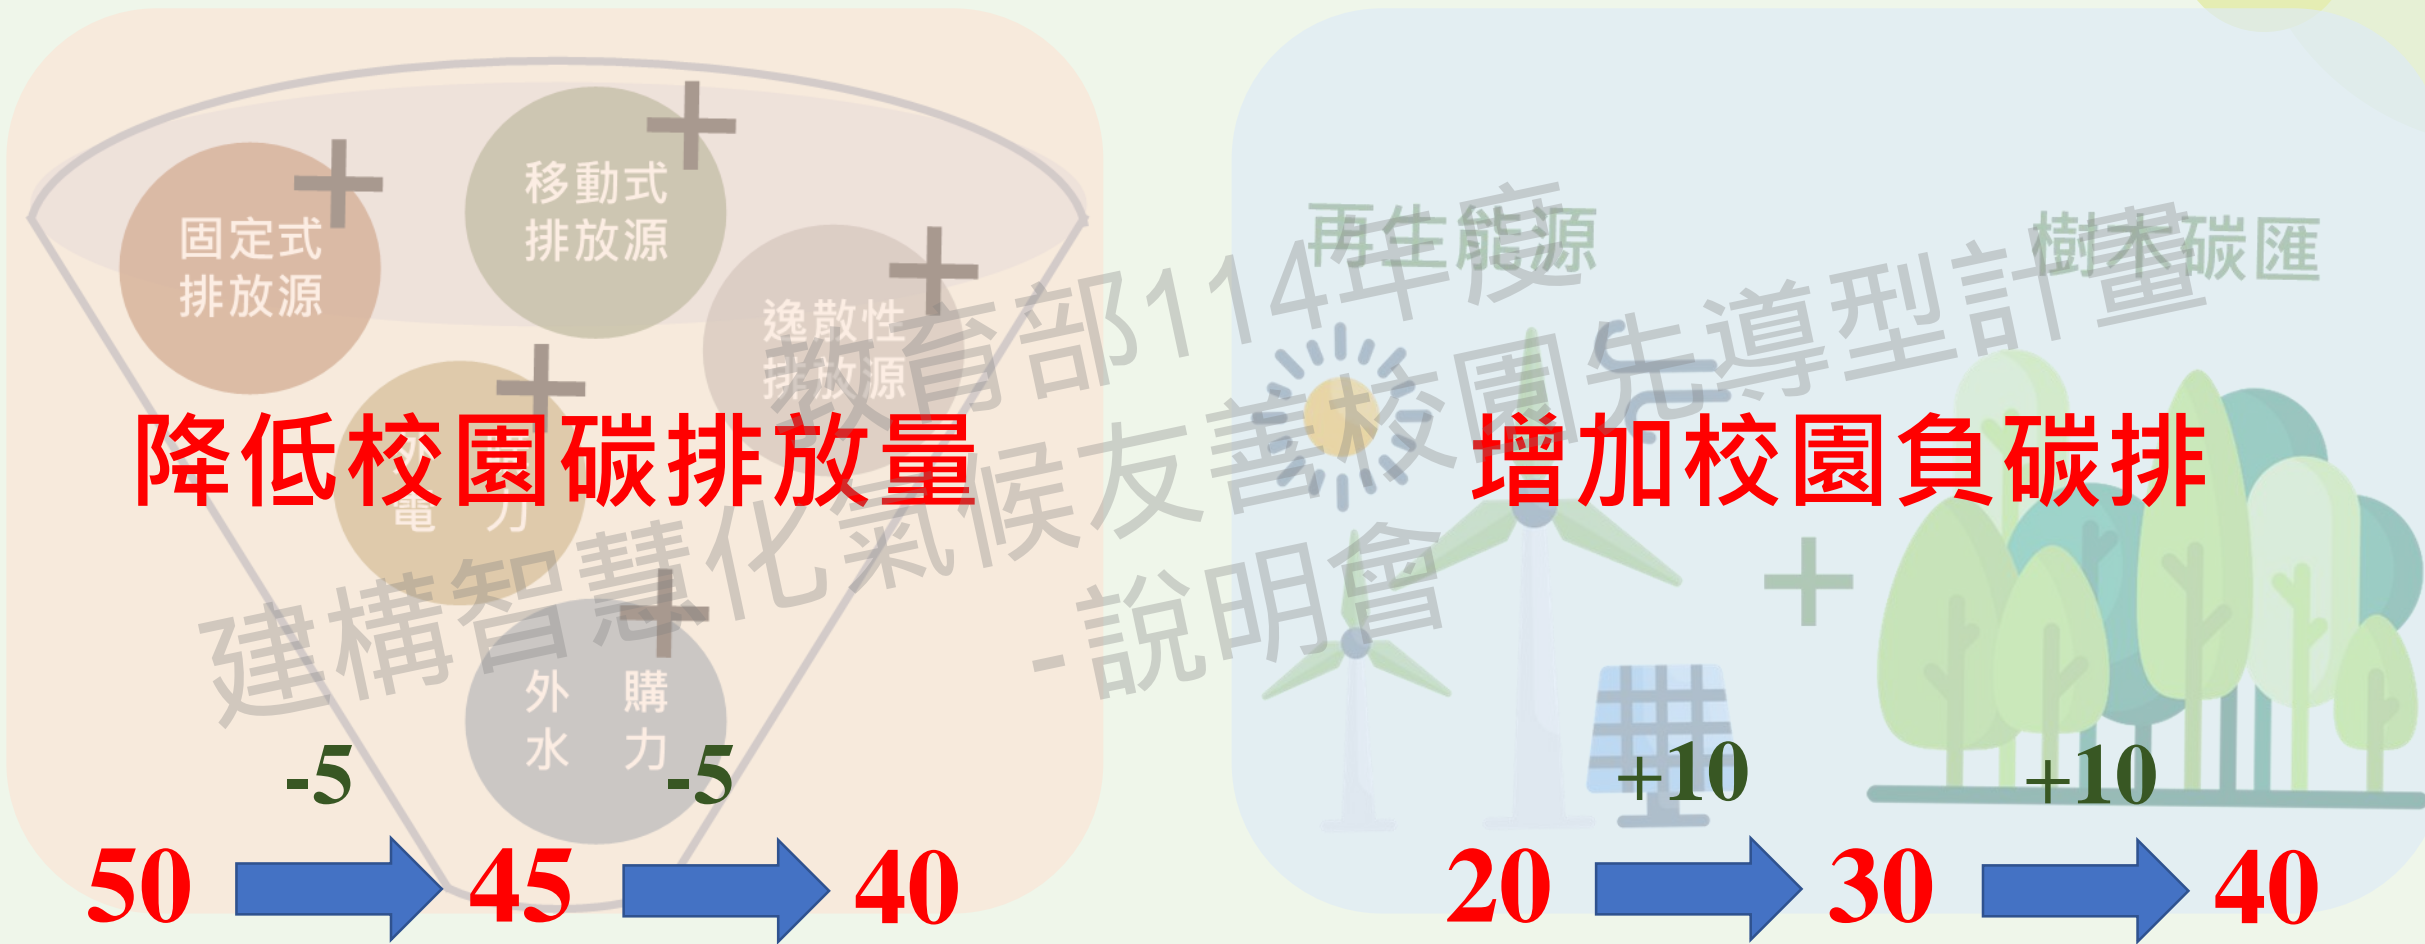 固定式
排放源
移動式
排放源
逸散性
排放源
外購
電力
外購
水力
降低校園碳排放量
-5
-5
50
45
40
再生能源
樹木碳匯
增加校園負碳排
+10
+10
20
30
40
教育部114年度
建構智慧化氣候友善校園先導型計畫
-說明會